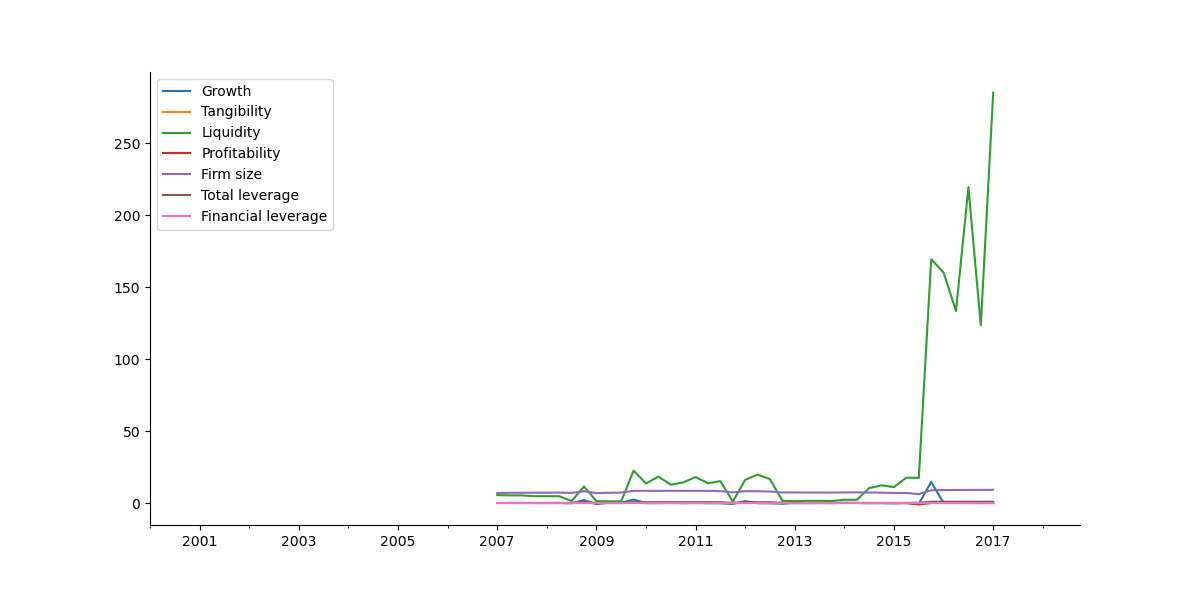 Growth
Tangibility
Liquidity
Profitability
Firm size
Total leverage
Financial leverage
250
200
150
100
50
0
2001 2003 2005 2007 2009 2011 2013 2015 2017